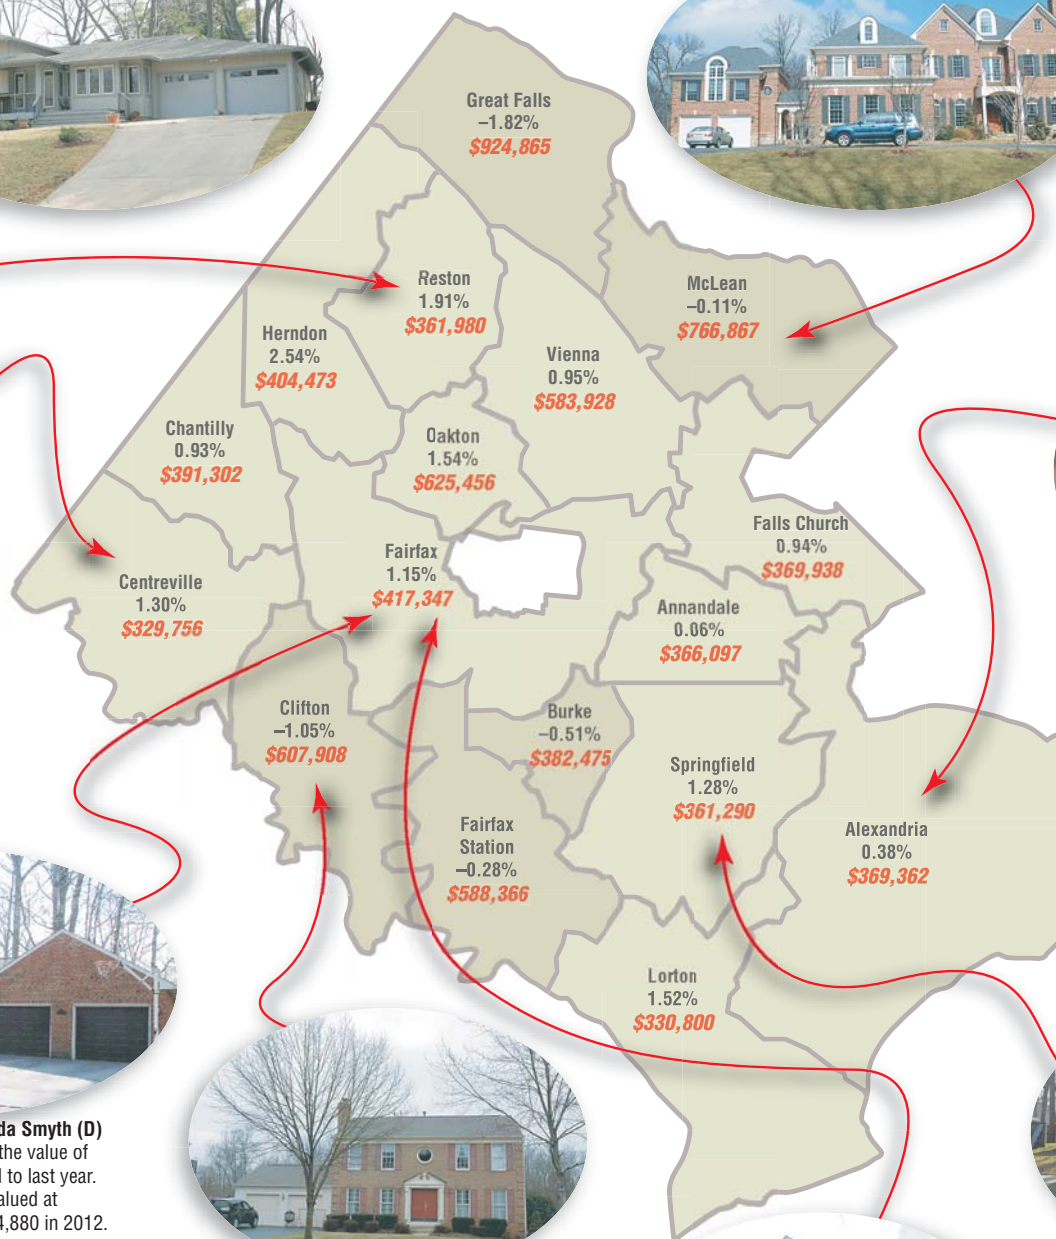 Great Falls
–1.82%
$924,865
McLean
–0.11%
$766,867
Reston
1.91%
$361,980
Herndon
2.54%
$404,473
Vienna
0.95%
$583,928
Chantilly
0.93%
$391,302
Oakton
1.54%
$625,456
Falls Church
0.94%
$369,938
Fairfax
1.15%
$417,347
Centreville
1.30%
$329,756
Annandale
0.06%
$366,097
Clifton
–1.05%
$607,908
Burke
–0.51%
$382,475
Springfield
1.28%
$361,290
Fairfax
Station
–0.28%
$588,366
Alexandria
0.38%
$369,362
Lorton
1.52%
$330,800
da Smyth (D)
the value of
to last year.
alued at
4,880 in 2012.